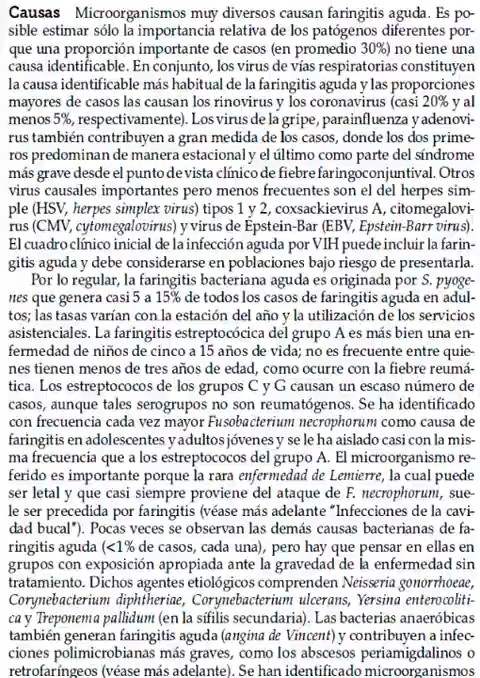 Causas Microorganismos muy diversos causan faringitis aguda. Es po-
sible estimar sólo la importancia relativa de los patógenos diferentes por-
que una proporción importante de casos (en promedio 30%) no tiene una
causa identificable. En conjunto, los virus de vías respiratorias constituyen
la causa identificable más habitual de la faringitis aguda y las proporciones
mayores de casos las causan los rinovirus y los coronavirus (casi 20% y al
menos 5%, respectivamente). Los virus de la gripe, parainfluenza y adenovi-
rus también contribuyen a gran medida de los casos, donde los dos prime-
ros predominan de manera estacional y el último como parte del síndrome
más grave desde el punto de vista clínico de fiebre faringoconjuntival. Otros
virus causales importantes pero menos frecuentes son el del herpes sim-
ple (HSV, herpes simplex virus) tipos 1 y 2, coxsackievirus A, citomegalovi-
rus (CMV, cytomegalovirus) y virus de Epstein-Bar (EBV, Epstein-Barr virus).
El cuadro clínico inicial de la infección aguda por VIH puede incluir la farin-
gitis aguda y debe considerarse en poblaciones bajo riesgo de presentarla.
Por lo regular, la faringitis bacteriana aguda es originada por S. pyoge-
nes que genera casi 5 a 15% de todos los casos de faringitis aguda en adul-
tos; las tasas varían con la estación del año y la utilización de los servicios
asistenciales. La faringitis estreptocócica del grupo A es más bien una en-
fermedad de niños de cinco a 15 años de vida; no es frecuente entre quie-
nes tienen menos de tres años de edad, como ocurre con la fiebre reumá-
tica. Los estreptococos de los grupos C y G causan un escaso número de
casos, aunque tales serogrupos no son reumatógenos. Se ha identificado
con frecuencia cada vez mayor Fusobacterium necrophorum como causa de
faringitis en adolescentes y adultos jóvenes y se le ha aislado casi con la mis-
ma frecuencia que a los estreptococos del grupo A. El microorganismo re-
ferido es importante porque la rara enfermedad de Lemierre, la cual puede
ser letal y que casi siempre proviene del ataque de F. necrophorum, sue-
le ser precedida por faringitis (véase más adelante "Infecciones de la cavi-
dad bucal"). Pocas veces se observan las demás causas bacterianas de fa-
ringitis aguda (<1% de casos, cada una), pero hay que pensar en ellas en
grupos con exposición apropiada ante la gravedad de la enfermedad sin
tratamiento. Dichos agentes etiológicos comprenden Neisseria gonorrhoeae,
Corynebacterium diphtheriae, Corynebacterium ulcerans, Yersina enterocoliti-
ca y Treponema pallidum (en la sífilis secundaria). Las bacterias anaeróbicas
también generan faringitis aguda (angina de Vincent) y contribuyen a infec-
ciones polimicrobianas más graves, como los abscesos periamigdalinos o
retrofaríngeos (véase más adelante). Se han identificado microorganismos